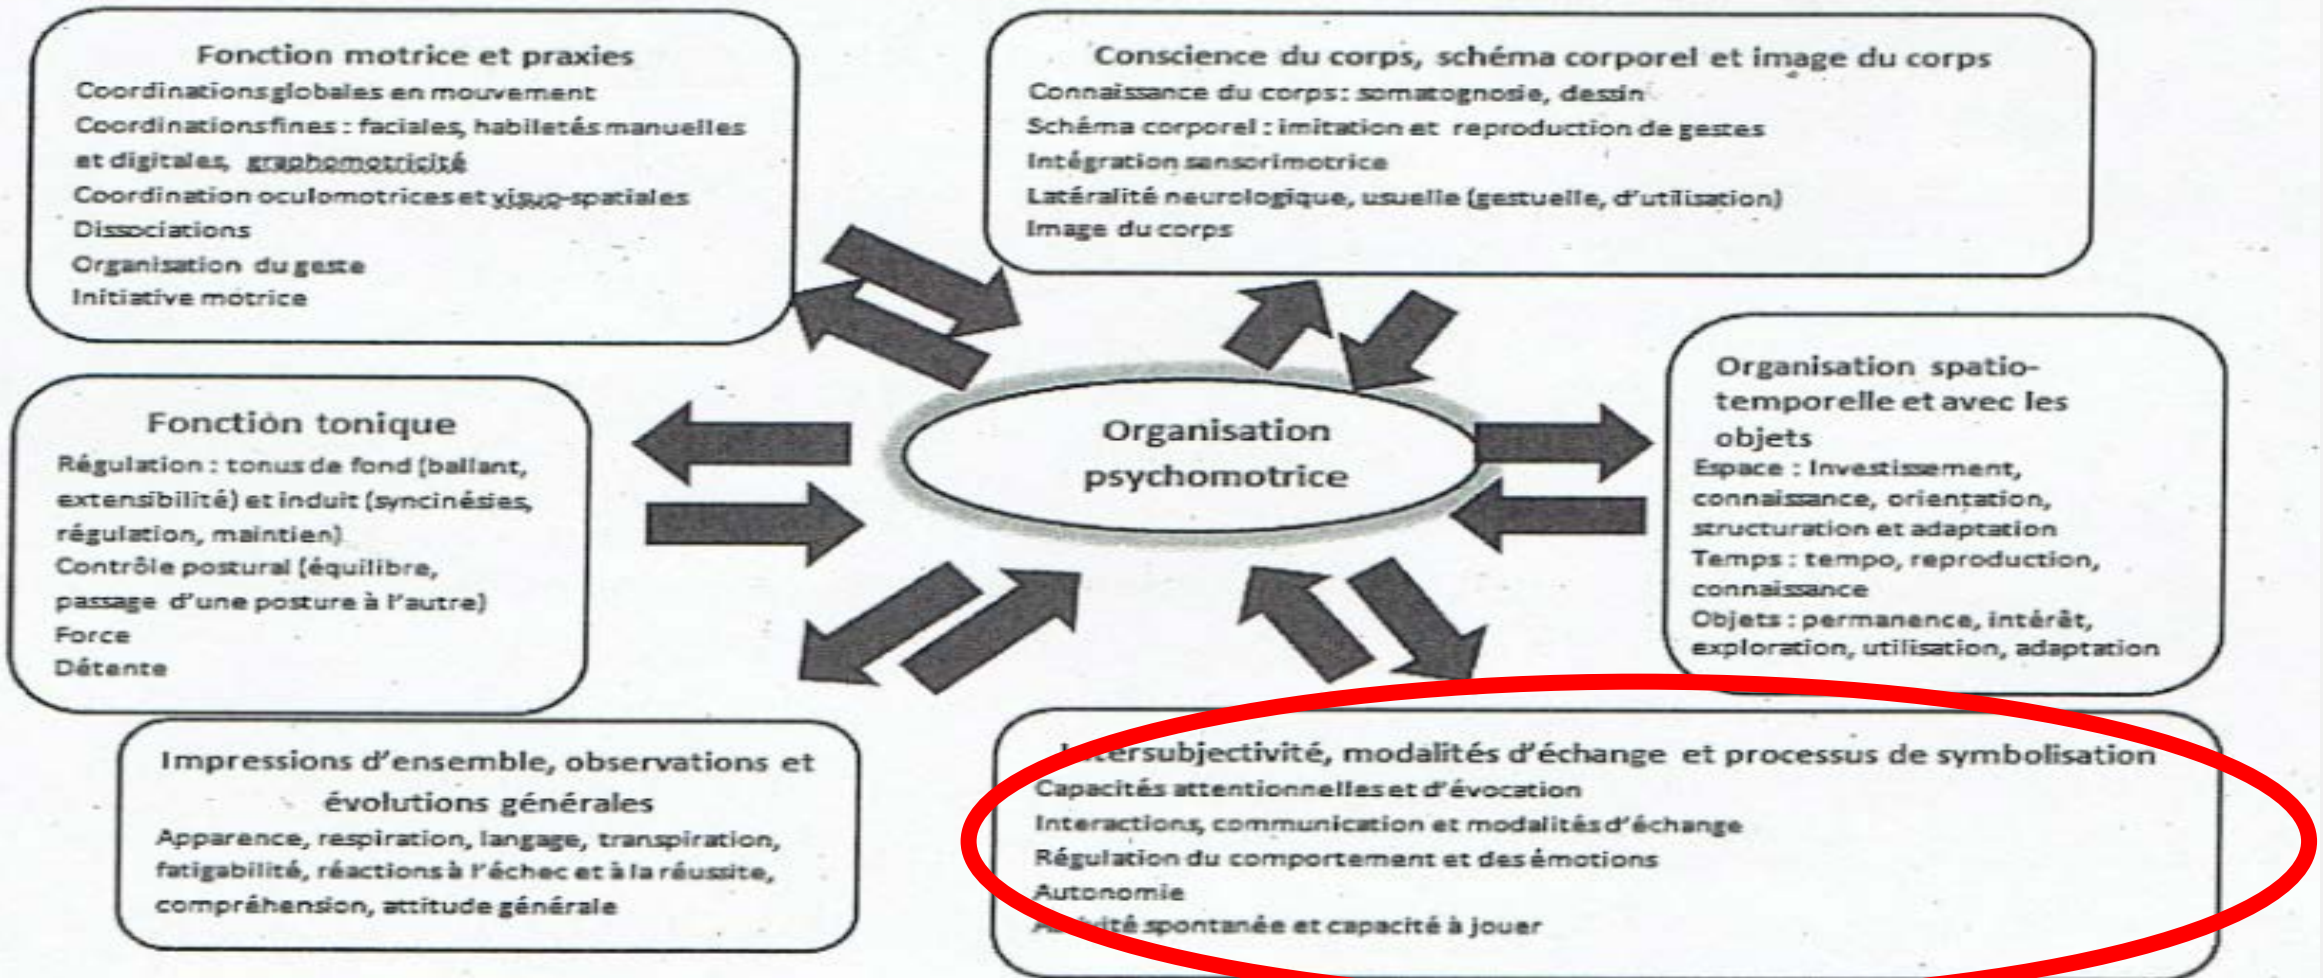 Fonction motrice et praxies
Coordinations globales en mouvement
Coordinations fines : faciales, habiletés manuelles
et digitales, graphomotricité
Coordination oculomotrices et visuo-spatiales
Dissociations
Organisation du geste
Initiative motrice
Conscience du corps, schéma corporel et image du corps
Connaissance du corps : somatognosie, dessin
Schéma corporel : imitation et reproduction de gestes
Intégration sensorimotrice
Latéralité neurologique, usuelle (gestuelle, d'utilisation)
Image du corps
Fonction tonique
Régulation : tonus de fond (ballant,
extensibilité) et induit (syncinésies,
régulation, maintien)
Contrôle postural (équilibre,
passage d'une posture à l'autre)
Force
Détente
Organisation
psychomotrice
Organisation spatio-
temporelle et avec les
objets
Espace : Investissement,
connaissance, orientation,
structuration et adaptation
Temps : tempo, reproduction,
connaissance
Objets : permanence, intérêt,
exploration, utilisation, adaptation
Impressions d'ensemble, observations et
évolutions générales
Apparence, respiration, langage, transpiration,
fatigabilité, réactions à l'échec et à la réussite,
compréhension, attitude générale
Intersubjectivité, modalités d'échange et processus de symbolisation
Capacités attentionnelles et d'évocation
Interactions, communication et modalités d'échange
Régulation du comportement et des émotions
Autonomie
Activité spontanée et capacité à jouer